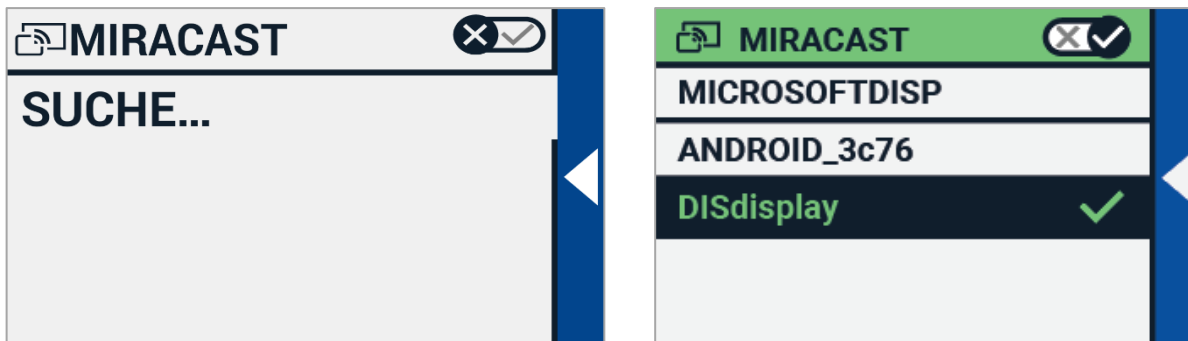 MIRACAST
SUCHE...
MIRACAST
MICROSOFTDISP
ANDROID_3c76
DISdisplay